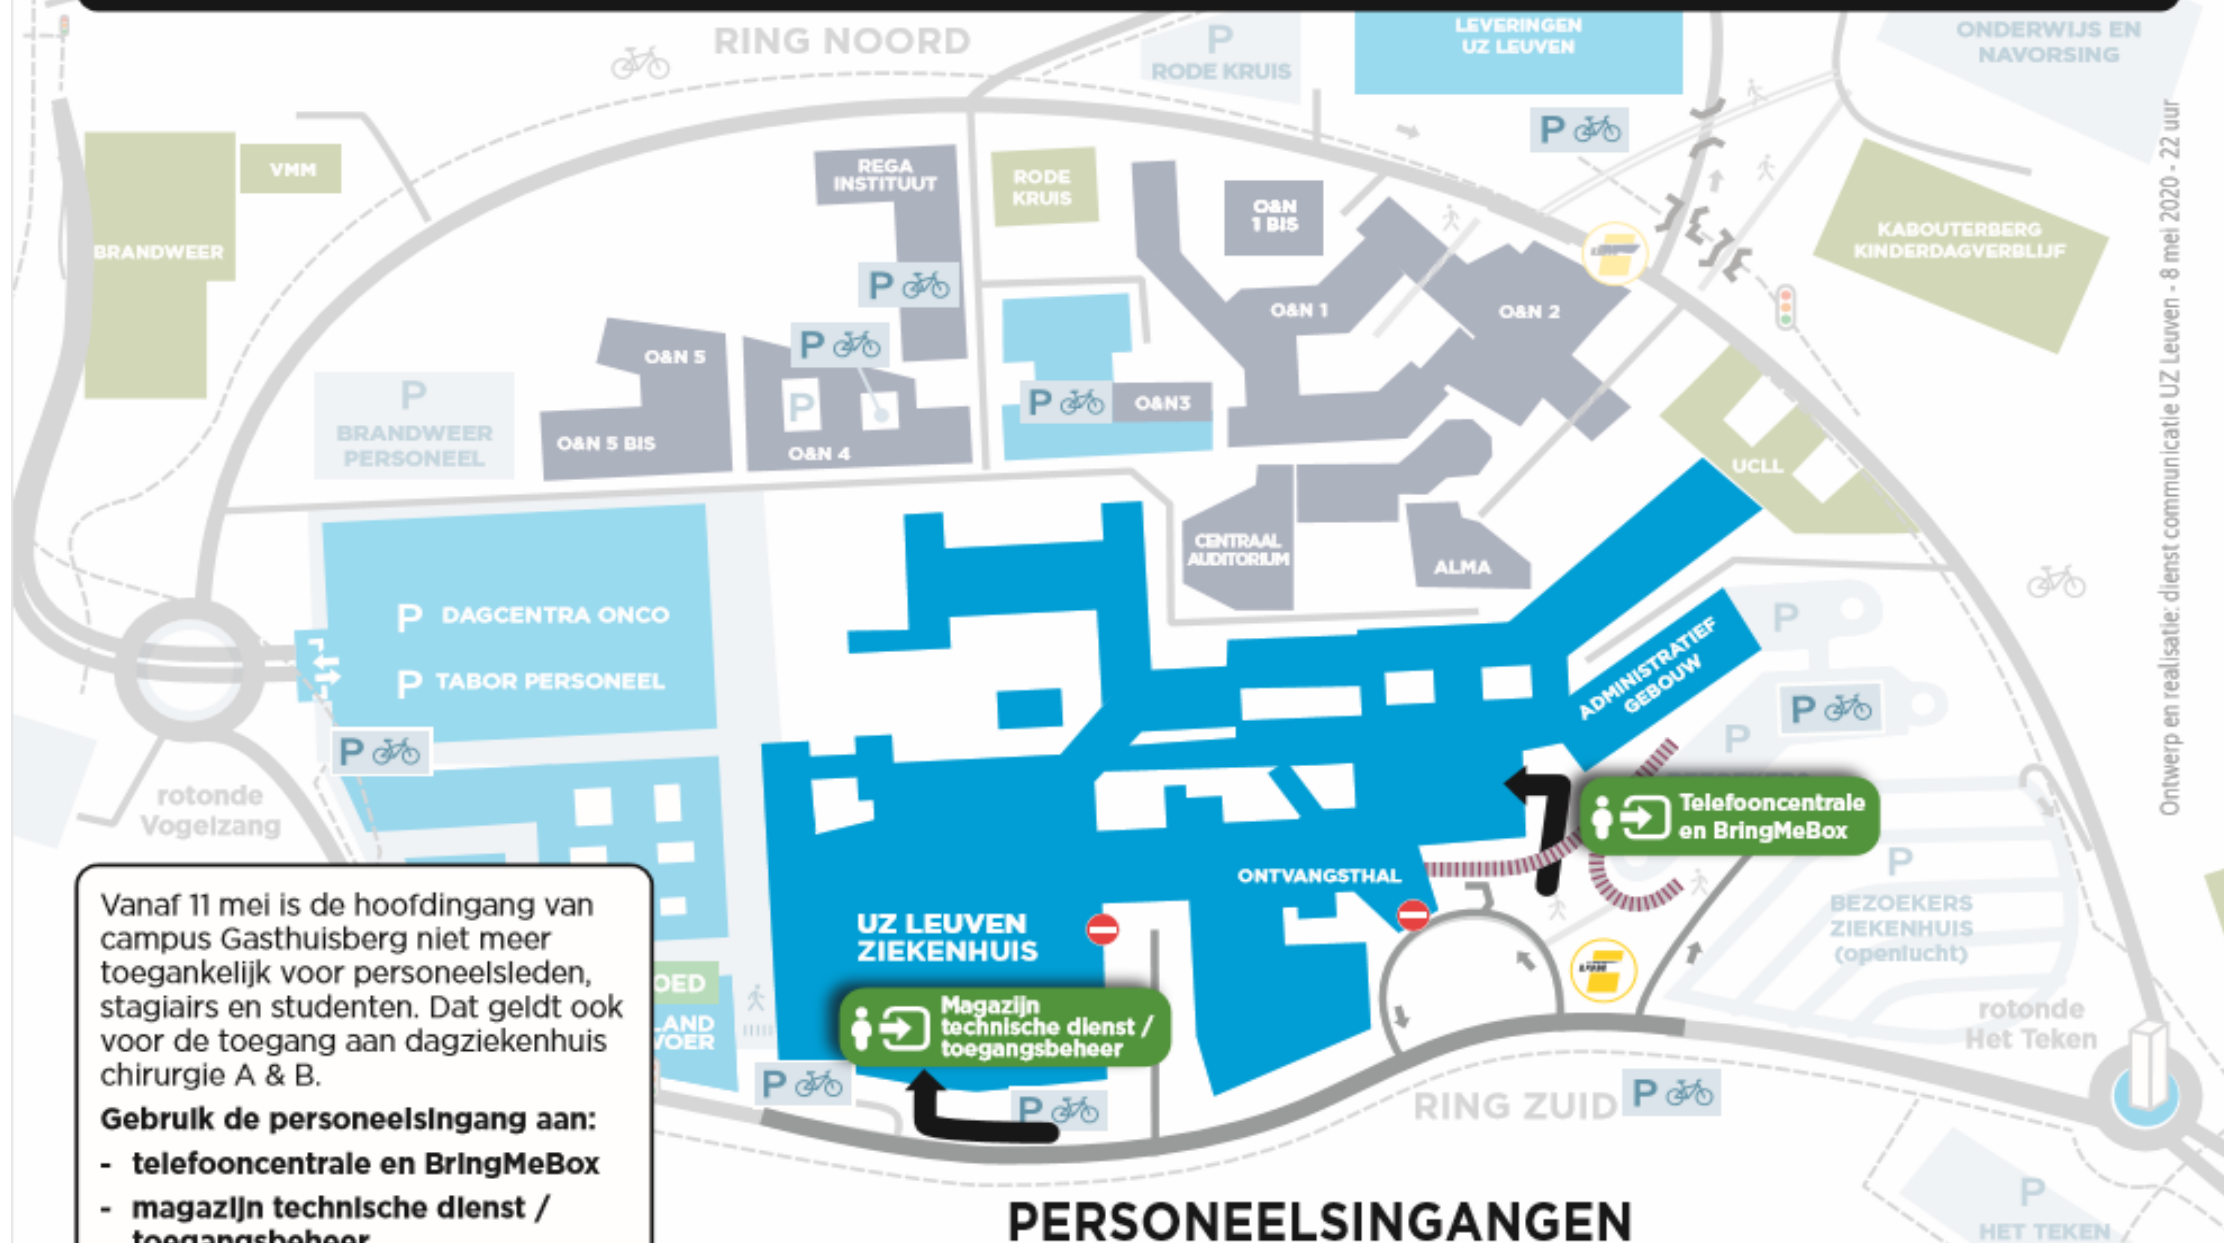 RING NOORD
P
RODE KRUIS
LEVERINGEN
UZ LEUVEN
ONDERWIJS EN
NAVORSING
P
VMM
BRANDWEER
REGA
INSTITUUT
RODE
KRUIS
O&N
1 BIS
KABOUTERBERG
KINDERDAGVERBLIJF
P
P
O&N 1
O&N 2
O&N 5
P
BRANDWEER
PERSONEEL
P
O&N3
P
O&N 5 BIS
O&N 4
UCLL
CENTRAAL
AUDITORIUM
ALMA
P DAGCENTRA ONCO
P TABOR PERSONEEL
P
ADMINISTRATIEF
GEBOUW
P
P
P
rotonde
Vogelzang
Telefooncentrale
en BringMeBox
ONTVANGSTHAL
P
BEZOEKERS
ZIEKENHUIS
(openlucht)
UZ LEUVEN
ZIEKENHUIS
OED
LAND
VOER
Magazijn
technische dienst /
toegangsbeheer
rotonde
Het Teken
P
P
RING ZUID
P
P
HET TEKEN
Vanaf 11 mei is de hoofdingang van
campus Gasthuisberg niet meer
toegankelijk voor personeelsleden,
stagiairs en studenten. Dat geldt ook
voor de toegang aan dagziekenhuis
chirurgie A & B.
Gebruik de personeelsingang aan:
- telefooncentrale en BringMeBox
- magazijn technische dienst /
toegangsbeheer
PERSONEELSINGANGEN
Ontwerp en realisatie: dienst communicatie UZ Leuven - 8 mei 2020 - 22 uur